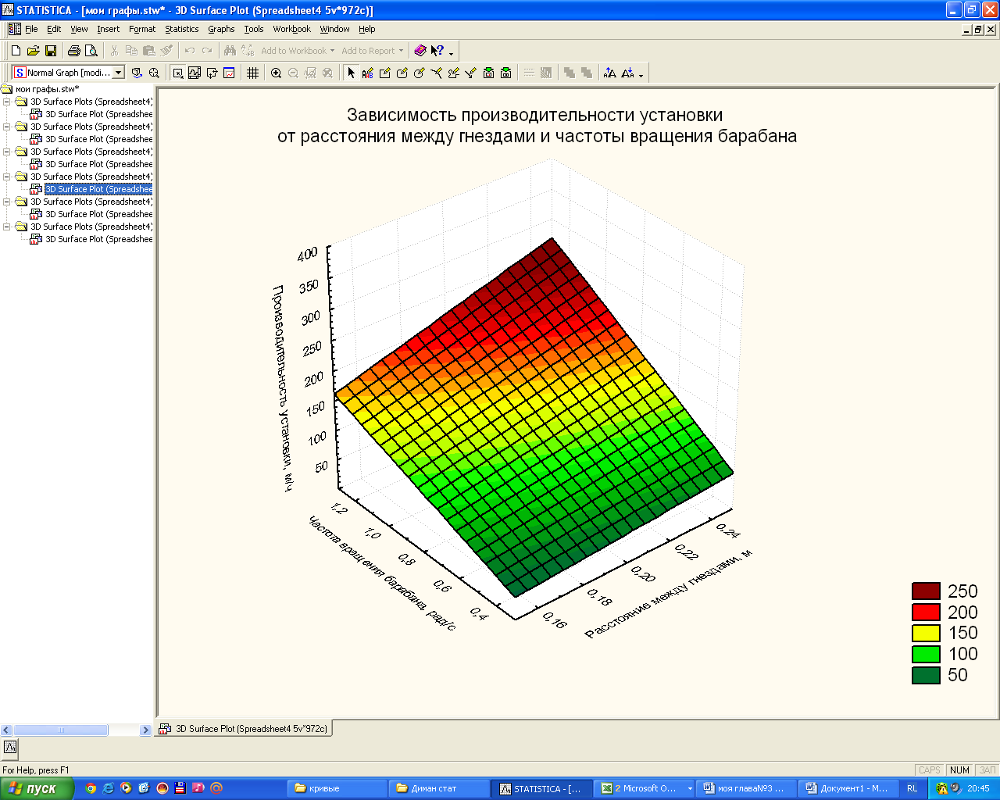 STATISTICA - [мои графы.stw* - 3D Surface Plot (Spreadsheet4 5v*972c)]
File Edit View Insert Format Statistics Graphs Tools Workbook Window Help
Add to Workbook Add to Report
Normal Graph [modi...
мои графы.stw*
3D Surface Plots (Spreadsheet4)
3D Surface Plot (Spreadshee
3D Surface Plots (Spreadsheet4)
3D Surface Plot (Spreadshee
3D Surface Plots (Spreadsheet4)
3D Surface Plot (Spreadshee
3D Surface Plots (Spreadsheet4)
3D Surface Plot (Spreadshee
3D Surface Plots (Spreadsheet4)
3D Surface Plot (Spreadshee
3D Surface Plots (Spreadsheet4)
3D Surface Plot (Spreadshee
Зависимость производительности установки
от расстояния между гнездами и частоты вращения барабана
400
350
300
250
200
150
100
50
Производительность установки, м/ч
1,2
1,0
0,8
0,6
0,4
Частота вращения барабана, рад/с
0,16
0,18
0,20
0,22
0,24
Расстояние между гнездами, м
250
200
150
100
50
3D Surface Plot (Spreadsheet4 5v*972c)
For Help, press F1
CAPS NUM ЗАП
пуск
кривые
Диман стат
STATISTICA - [...
2 Microsoft O...
моя глава№3 ...
Документ1 - M...
RL
20:45